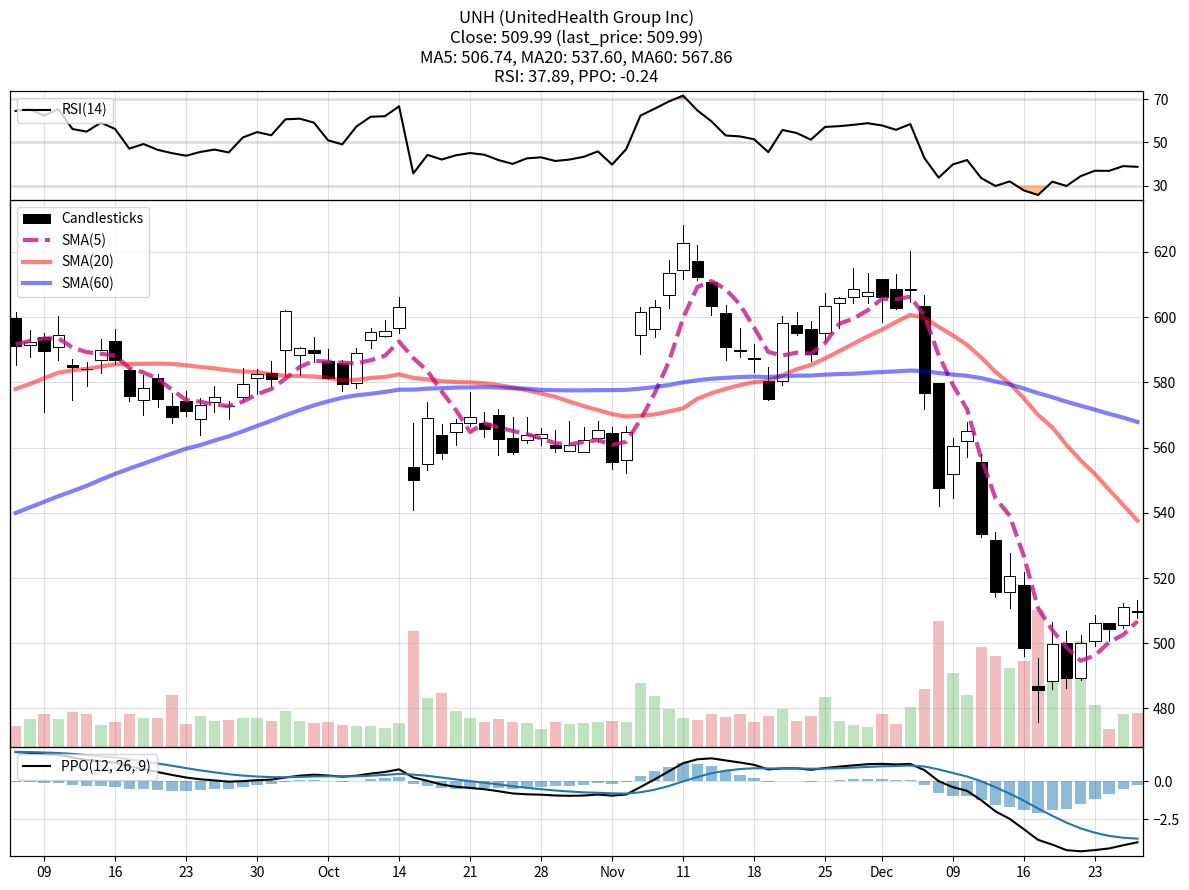 UNH (UnitedHealth Group Inc)
Close: 509.99 (last_price: 509.99)
MA5: 506.74, MA20: 537.60, MA60: 567.86
RSI: 37.89, PPO: -0.24
RSI(14)
70
50
30
Candlesticks
SMA(5)
SMA(20)
SMA(60)
620
600
580
560
540
520
500
480
PPO(12, 26, 9)
0.0
−2.5
09 16 23 30 Oct 14 21 28 Nov 11 18 25 Dec 09 16 23